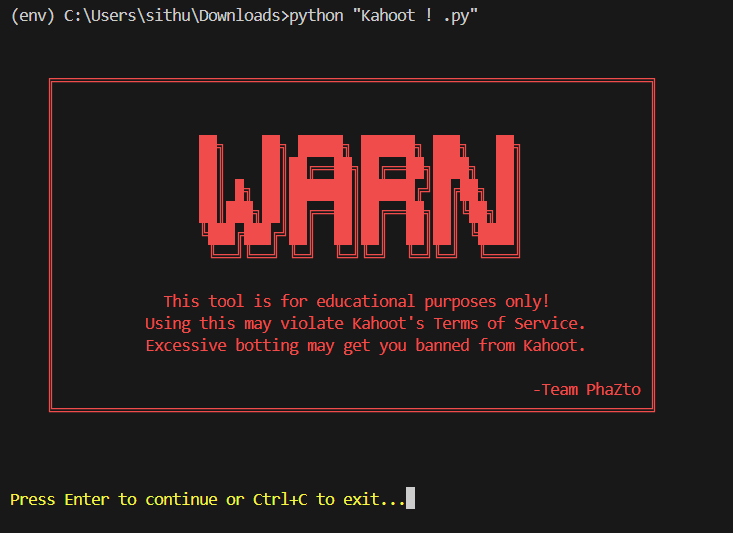 (env) C:\Users\sithu\Downloads>python "Kahoot ! .py"
WARN
This tool is for educational purposes only!
Using this may violate Kahoot's Terms of Service.
Excessive botting may get you banned from Kahoot.
-Team PhaZto
Press Enter to continue or Ctrl+C to exit...